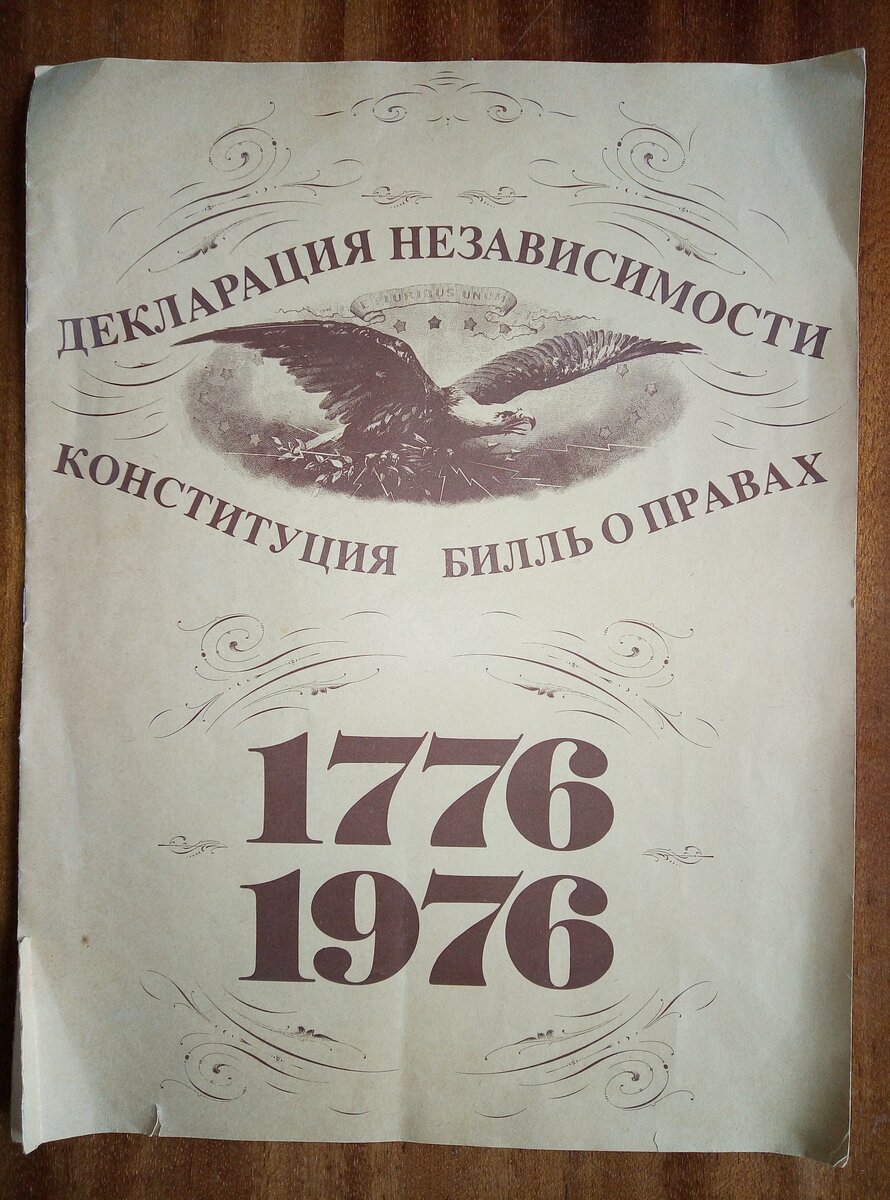 ДЕКЛАРАЦИЯ НЕЗАВИСИМОСТИ
E PLURIBUS UNUM
КОНСТИТУЦИЯ БИЛЛЬ О ПРАВАХ
1776
1976